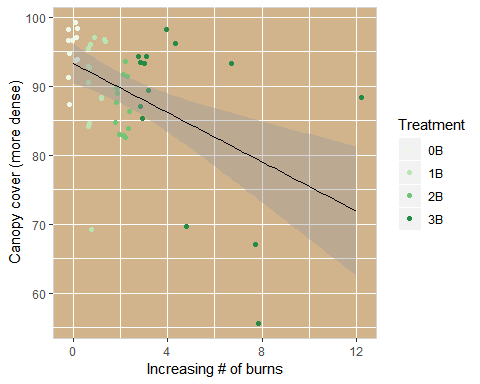 100
90
80
70
60
Canopy cover (more dense)
0
4
8
12
Increasing # of burns
Treatment
0B
1B
2B
3B